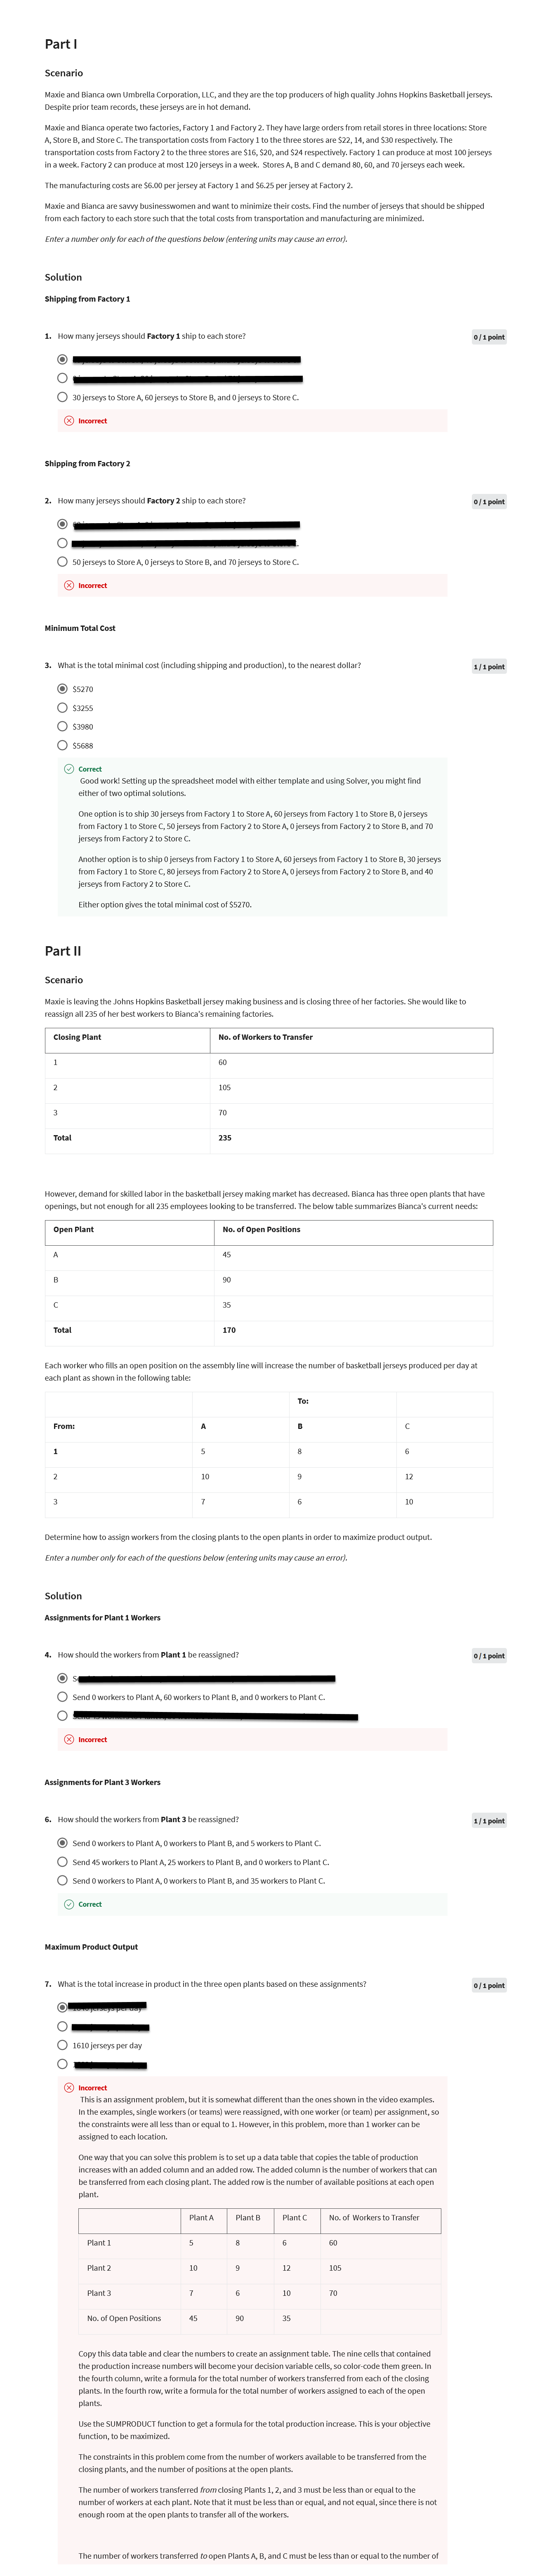 Part I
Scenario
Maxie and Bianca own Umbrella Corporation, LLC, and they are the top producers of high quality Johns Hopkins Basketball jerseys.
Despite prior team records, these jerseys are in hot demand.
Maxie and Bianca operate two factories, Factory 1 and Factory 2. They have large orders from retail stores in three locations: Store
A, Store B, and Store C. The transportation costs from Factory 1 to the three stores are $22, 14, and $30 respectively. The
transportation costs from Factory 2 to the three stores are $16, $20, and $24 respectively. Factory 1 can produce at most 100 jerseys
in a week. Factory 2 can produce at most 120 jerseys in a week. Stores A, B and C demand 80, 60, and 70 jerseys each week.
The manufacturing costs are $6.00 per jersey at Factory 1 and $6.25 per jersey at Factory 2.
Maxie and Bianca are savvy businesswomen and want to minimize their costs. Find the number of jerseys that should be shipped
from each factory to each store such that the total costs from transportation and manufacturing are minimized.
Enter a number only for each of the questions below (entering units may cause an error).
Solution
Shipping from Factory 1
1. How many jerseys should Factory 1 ship to each store?
0 / 1 point
30 jerseys to Store A, 60 jerseys to Store B, and 0 jerseys to Store C.
Incorrect
Shipping from Factory 2
2. How many jerseys should Factory 2 ship to each store?
0 / 1 point
50 jerseys to Store A, 0 jerseys to Store B, and 70 jerseys to Store C.
Incorrect
Minimum Total Cost
3. What is the total minimal cost (including shipping and production), to the nearest dollar?
1 / 1 point
$5270
$3255
$3980
$5688
Correct
Good work! Setting up the spreadsheet model with either template and using Solver, you might find
either of two optimal solutions.
One option is to ship 30 jerseys from Factory 1 to Store A, 60 jerseys from Factory 1 to Store B, 0 jerseys
from Factory 1 to Store C, 50 jerseys from Factory 2 to Store A, 0 jerseys from Factory 2 to Store B, and 70
jerseys from Factory 2 to Store C.
Another option is to ship 0 jerseys from Factory 1 to Store A, 60 jerseys from Factory 1 to Store B, 30 jerseys
from Factory 1 to Store C, 80 jerseys from Factory 2 to Store A, 0 jerseys from Factory 2 to Store B, and 40
jerseys from Factory 2 to Store C.
Either option gives the total minimal cost of $5270.
Part II
Scenario
Maxie is leaving the Johns Hopkins Basketball jersey making business and is closing three of her factories. She would like to
reassign all 235 of her best workers to Bianca's remaining factories.
Closing Plant No. of Workers to Transfer
1 60
2 105
3 70
Total 235
However, demand for skilled labor in the basketball jersey making market has decreased. Bianca has three open plants that have
openings, but not enough for all 235 employees looking to be transferred. The below table summarizes Bianca's current needs:
Open Plant No. of Open Positions
A 45
B 90
C 35
Total 170
Each worker who fills an open position on the assembly line will increase the number of basketball jerseys produced per day at
each plant as shown in the following table:
To:
From: A B C
1 5 8 6
2 10 9 12
3 7 6 10
Determine how to assign workers from the closing plants to the open plants in order to maximize product output.
Enter a number only for each of the questions below (entering units may cause an error).
Solution
Assignments for Plant 1 Workers
4. How should the workers from Plant 1 be reassigned?
0 / 1 point
Send 0 workers to Plant A, 60 workers to Plant B, and 0 workers to Plant C.
Incorrect
Assignments for Plant 3 Workers
6. How should the workers from Plant 3 be reassigned?
1 / 1 point
Send 0 workers to Plant A, 0 workers to Plant B, and 5 workers to Plant C.
Send 45 workers to Plant A, 25 workers to Plant B, and 0 workers to Plant C.
Send 0 workers to Plant A, 0 workers to Plant B, and 35 workers to Plant C.
Correct
Maximum Product Output
7. What is the total increase in product in the three open plants based on these assignments?
0 / 1 point
1610 jerseys per day
Incorrect
This is an assignment problem, but it is somewhat different than the ones shown in the video examples.
In the examples, single workers (or teams) were reassigned, with one worker (or team) per assignment, so
the constraints were all less than or equal to 1. However, in this problem, more than 1 worker can be
assigned to each location.
One way that you can solve this problem is to set up a data table that copies the table of production
increases with an added column and an added row. The added column is the number of workers that can
be transferred from each closing plant. The added row is the number of available positions at each open
plant.
Plant A Plant B Plant C No. of Workers to Transfer
Plant 1 5 8 6 60
Plant 2 10 9 12 105
Plant 3 7 6 10 70
No. of Open Positions 45 90 35
Copy this data table and clear the numbers to create an assignment table. The nine cells that contained
the production increase numbers will become your decision variable cells, so color-code them green. In
the fourth column, write a formula for the total number of workers transferred from each of the closing
plants. In the fourth row, write a formula for the total number of workers assigned to each of the open
plants.
Use the SUMPRODUCT function to get a formula for the total production increase. This is your objective
function, to be maximized.
The constraints in this problem come from the number of workers available to be transferred from the
closing plants, and the number of positions at the open plants.
The number of workers transferred from closing Plants 1, 2, and 3 must be less than or equal to the
number of workers at each plant. Note that it must be less than or equal, and not equal, since there is not
enough room at the open plants to transfer all of the workers.
The number of workers transferred to open Plants A, B, and C must be less than or equal to the number of